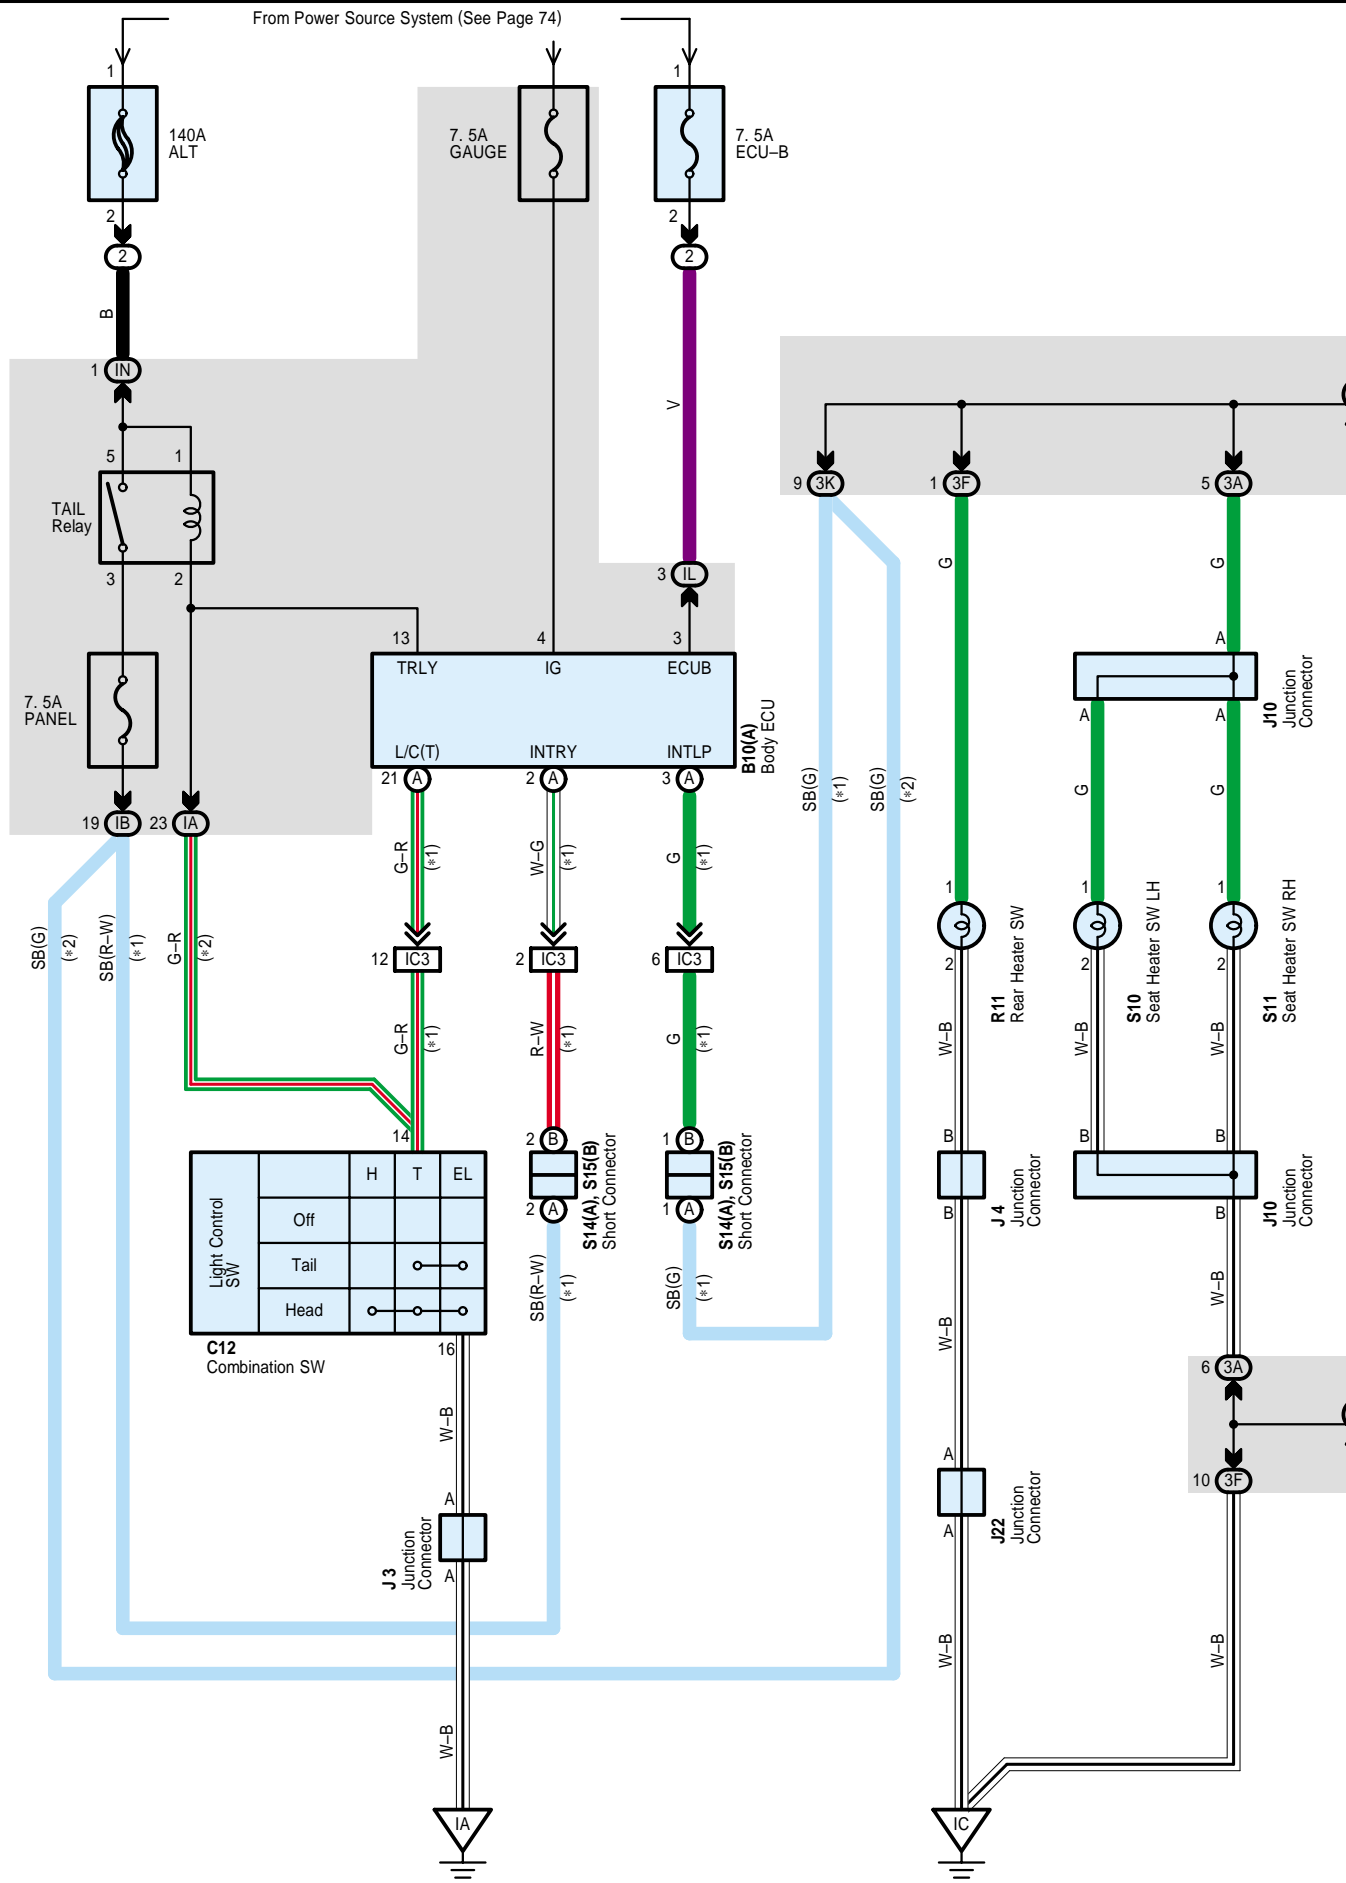 From Power Source System (See Page 74)
1
1
140A
ALT
7. 5A
GAUGE
7. 5A
ECU–B
2
2
2
2
B
V
1 IN
5
1
TAIL
Relay
3
2
9 3K
1 3F
5 3A
3 IL
G
G
13
4
3
TRLY
IG
ECUB
L/C(T)
INTRY
INTLP
B10(A)
Body ECU
7. 5A
PANEL
A
A
A
J10
Junction
Connector
21 A
2 A
3 A
19 IB
23 IA
SB(G)
(*1)
SB(G)
(*2)
G
G
G–R
(*1)
W–G
(*1)
G
(*1)
SB(G)
(*2)
SB(R–W)
(*1)
G–R
(*2)
12 IC3
2 IC3
6 IC3
1
1
1
2
2
2
R11
Rear Heater SW
S10
Seat Heater SW LH
S11
Seat Heater SW RH
G–R
(*1)
R–W
(*1)
G
(*1)
W–B
W–B
W–B
14
2 B
1 B
B
B
B
Light Control
SW
H
T
EL
Off
Tail
Head
2 A
1 A
S14(A), S15(B)
Short Connector
S14(A), S15(B)
Short Connector
B
J 4
Junction
Connector
B
J10
Junction
Connector
SB(R–W)
(*1)
SB(G)
(*1)
W–B
W–B
C12
Combination SW
16
6 3A
W–B
A
10 3F
A
J22
Junction
Connector
A
J 3
Junction
Connector
A
W–B
W–B
W–B
IA
IC